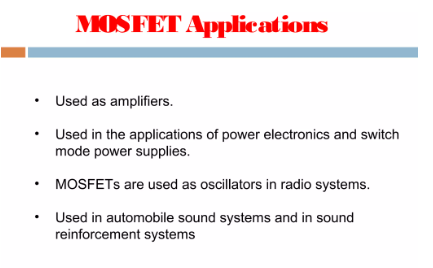 MOSFET Applications
• Used as amplifiers.
• Used in the applications of power electronics and switch
mode power supplies.
• MOSFETs are used as oscillators in radio systems.
• Used in automobile sound systems and in sound
reinforcement systems